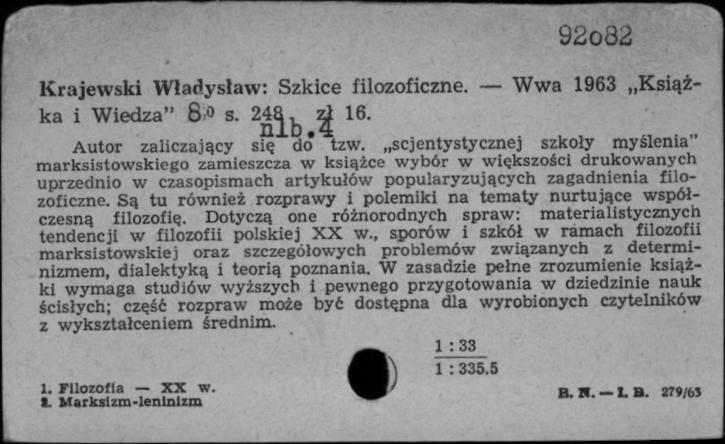 92082
Krajewski Władysław: Szkice filozoficzne. — Wwa 1963 „Książ-
ka i Wiedza” 8° s. 248, zł 16.
nlb.4
Autor zaliczający się do tzw. „scjentystycznej szkoły myślenia”
marksistowskiego zamieszcza w książce wybór w większości drukowanych
uprzednio w czasopismach artykułów popularyzujących zagadnienia filo-
zoficzne. Są tu również rozprawy i polemiki na tematy nurtujące współ-
czesną filozofię. Dotyczą one różnorodnych spraw: materialistycznych
tendencji w filozofii polskiej XX w., sporów i szkół w ramach filozofii
marksistowskiej oraz szczegółowych problemów związanych z determi-
nizmem, dialektyką i teorią poznania. W zasadzie pełne zrozumienie książ-
ki wymaga studiów wyższych i pewnego przygotowania w dziedzinie nauk
ścisłych; część rozpraw może być dostępna dla wyrobionych czytelników
z wykształceniem średnim.
1 : 33
1 : 335.5
1. Filozofia — XX w.
2. Marksizm-leninizm
B. N. — I. B. 279/63